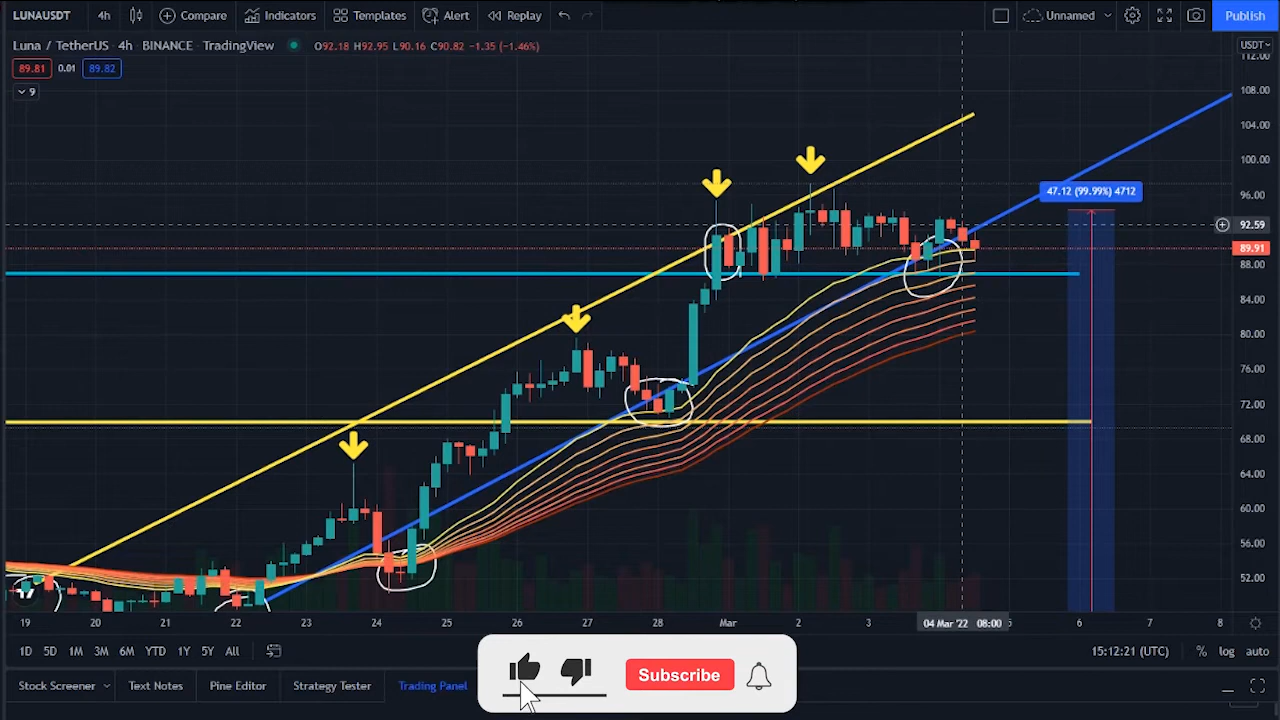 LUNAUSDT 4h Compare Indicators Templates Alert Replay Unnamed Publish
Luna / TetherUS · 4h · BINANCE · TradingView O92.18 H92.95 L90.16 C90.82 −1.35 (−1.46%) USDT
89.81 0.01 89.82
9
112.00
108.00
104.00
100.00
96.00
47.12 (99.99%) 4712
92.59
89.91
88.00
84.00
80.00
76.00
72.00
68.00
64.00
60.00
56.00
52.00
19 20 21 22 23 24 25 26 27 28 Mar 2 3 04 Mar '22 08:00 5 6 7 8
1D 5D 1M 3M 6M YTD 1Y 5Y All 15:12:21 (UTC) % log auto
Stock Screener Text Notes Pine Editor Strategy Tester Trading Panel
Subscribe